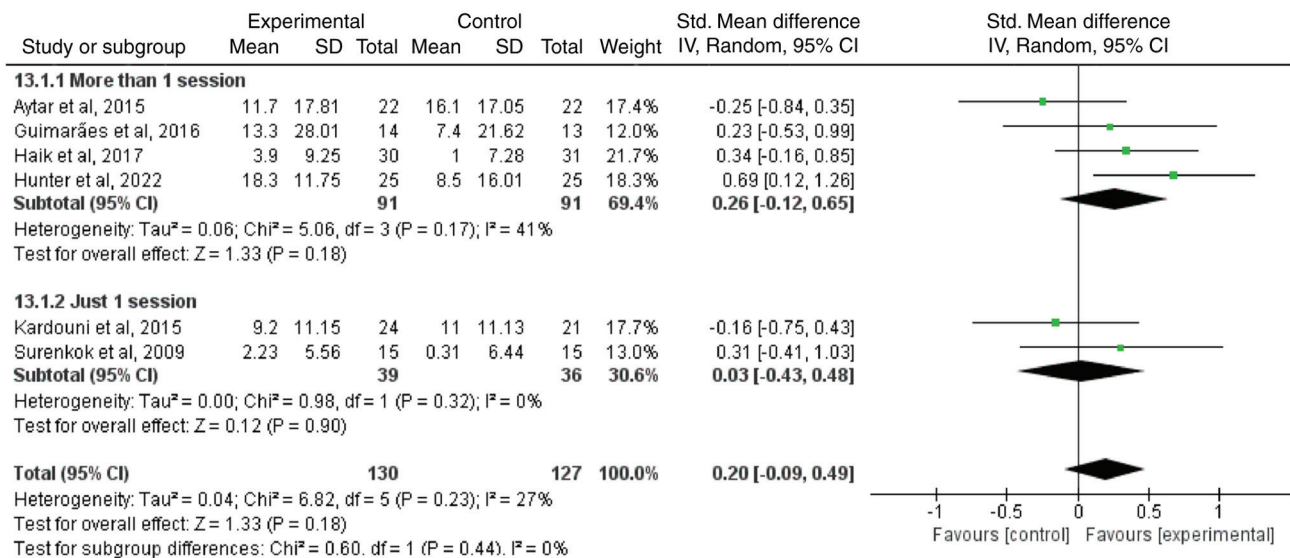 Experimental Control Std. Mean difference Std. Mean difference
Study or subgroup Mean SD Total Mean SD Total Weight IV, Random, 95% CI IV, Random, 95% CI
13.1.1 More than 1 session
Aytar et al, 2015 11.7 17.81 22 16.1 17.05 22 17.4% -0.25 [-0.84, 0.35]
Guimarães et al, 2016 13.3 28.01 14 7.4 21.62 13 12.0% 0.23 [-0.53, 0.99]
Haik et al, 2017 3.9 9.25 30 1 7.28 31 21.7% 0.34 [-0.16, 0.85]
Hunter et al, 2022 18.3 11.75 25 8.5 16.01 25 18.3% 0.69 [0.12, 1.26]
Subtotal (95% CI) 91 91 69.4% 0.26 [-0.12, 0.65]
Heterogeneity: Tau² = 0.06; Chi² = 5.06, df = 3 (P = 0.17); I² = 41%
Test for overall effect: Z = 1.33 (P = 0.18)
13.1.2 Just 1 session
Kardouni et al, 2015 9.2 11.15 24 11 11.13 21 17.7% -0.16 [-0.75, 0.43]
Surenkok et al, 2009 2.23 5.56 15 0.31 6.44 15 13.0% 0.31 [-0.41, 1.03]
Subtotal (95% CI) 39 36 30.6% 0.03 [-0.43, 0.48]
Heterogeneity: Tau² = 0.00; Chi² = 0.98, df = 1 (P = 0.32); I² = 0%
Test for overall effect: Z = 0.12 (P = 0.90)
Total (95% CI) 130 127 100.0% 0.20 [-0.09, 0.49]
Heterogeneity: Tau² = 0.04; Chi² = 6.82, df = 5 (P = 0.23); I² = 27%
Test for overall effect: Z = 1.33 (P = 0.18)
Test for subgroup differences: Chi² = 0.60, df = 1 (P = 0.44), I² = 0%
-1 -0.5 0 0.5 1
Favours [control] Favours [experimental]